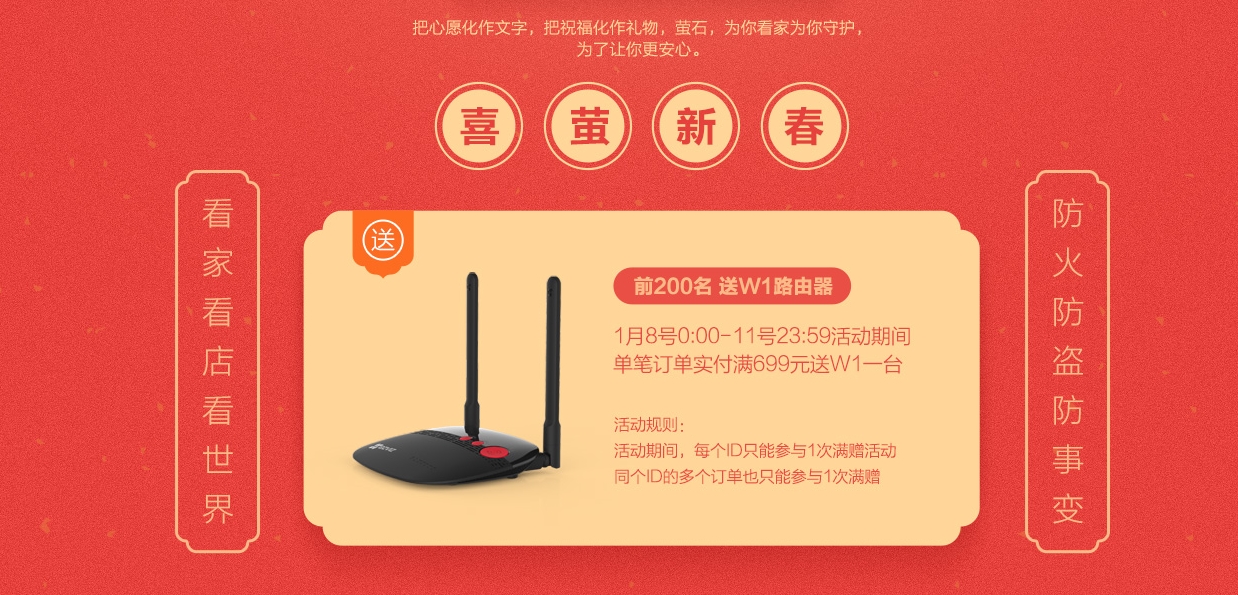 把心愿化作文字，把祝福化作礼物，萤石，为你看家为你守护，
为了让你更安心。
喜萤新春
看家看店看世界
送
前200名 送W1路由器
1月8号0:00-11号23:59活动期间
单笔订单实付满699元送W1一台
活动规则：
活动期间，每个ID只能参与1次满赠活动
同个ID的多个订单也只能参与1次满赠
防火防盗防事变